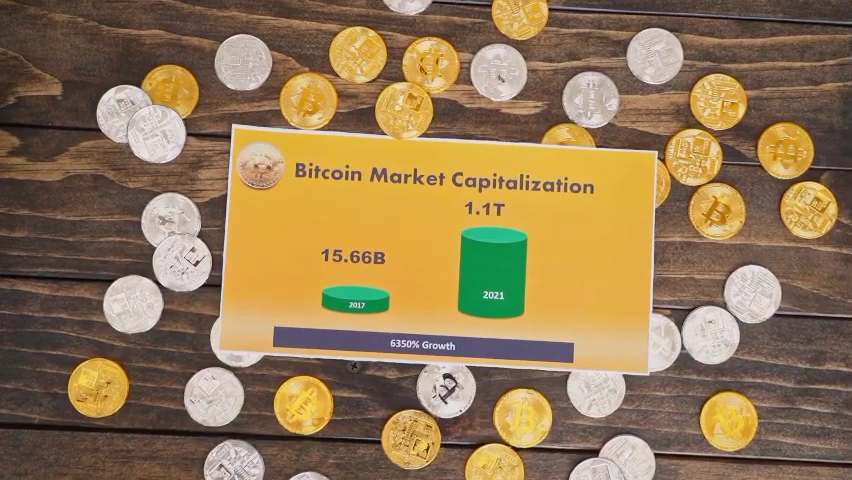 Bitcoin Market Capitalization
1.1T
15.66B
2021
2017
6350% Growth